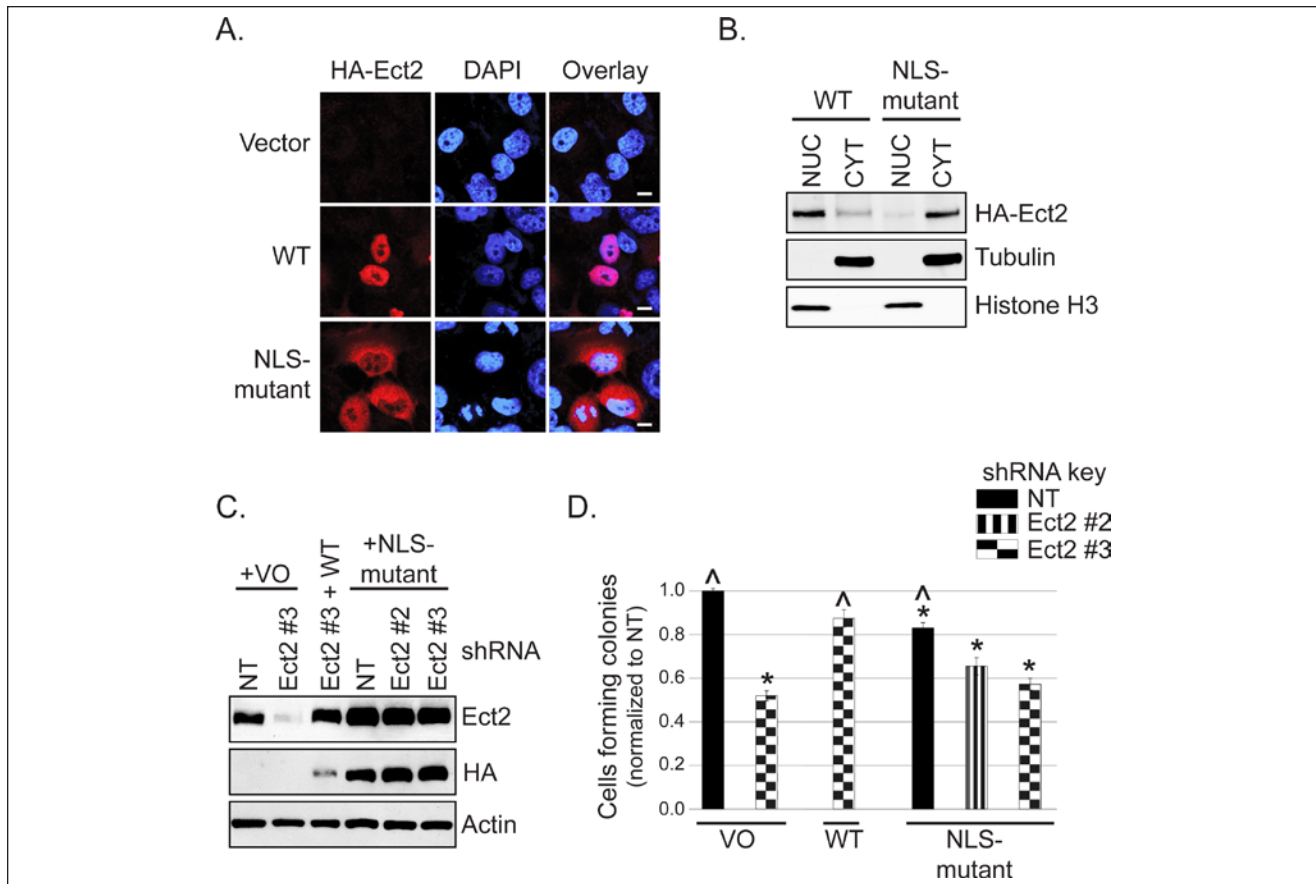 A.
HA-Ect2 DAPI Overlay
Vector
WT
NLS-
mutant
B.
WT NLS-
mutant
NUC CYT NUC CYT
HA-Ect2
Tubulin
Histone H3
C.
+VO + WT +NLS-
mutant
NT Ect2 #3 Ect2 #3 NT Ect2 #2 Ect2 #3 shRNA
Ect2
HA
Actin
D.
shRNA key
NT
Ect2 #2
Ect2 #3
Cells forming colonies
(normalized to NT)
1.0
0.8
0.6
0.4
0.2
0.0
^ * ^ ^ * * *
VO WT NLS-
mutant